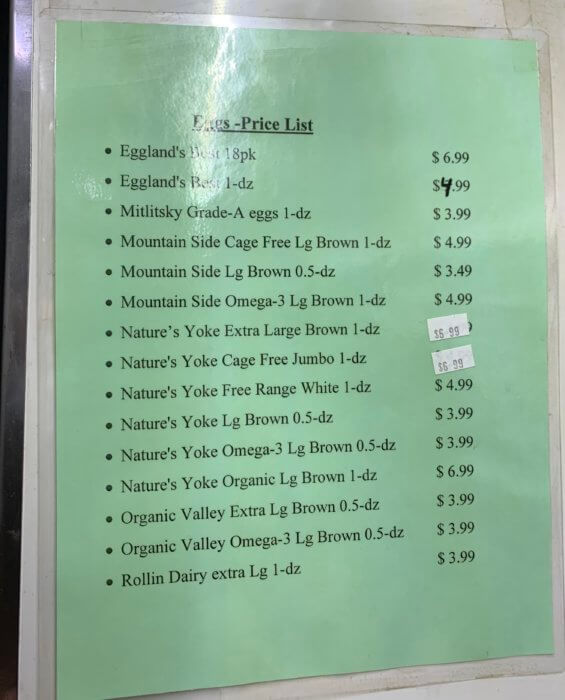 Eggs -Price List
• Eggland's Best 18pk $ 6.99
• Eggland's Best 1-dz $4.99
• Mitlitsky Grade-A eggs 1-dz $ 3.99
• Mountain Side Cage Free Lg Brown 1-dz $ 4.99
• Mountain Side Lg Brown 0.5-dz $ 3.49
• Mountain Side Omega-3 Lg Brown 1-dz $ 4.99
• Nature’s Yoke Extra Large Brown 1-dz $6 99
• Nature's Yoke Cage Free Jumbo 1-dz $6 99
• Nature's Yoke Free Range White 1-dz $ 4.99
• Nature's Yoke Lg Brown 0.5-dz $ 3.99
• Nature's Yoke Omega-3 Lg Brown 0.5-dz $ 3.99
• Nature's Yoke Organic Lg Brown 1-dz $ 6.99
• Organic Valley Extra Lg Brown 0.5-dz $ 3.99
• Organic Valley Omega-3 Lg Brown 0.5-dz $ 3.99
• Rollin Dairy extra Lg 1-dz $ 3.99